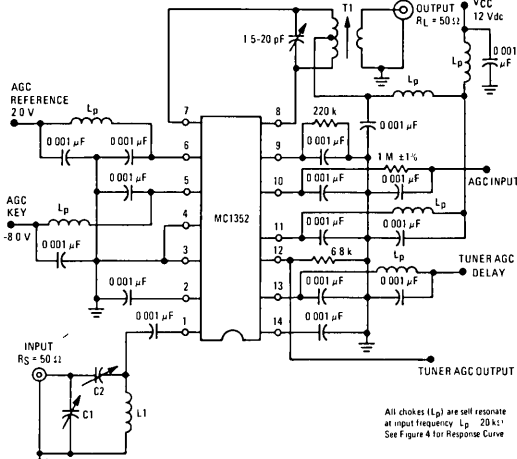 T1
OUTPUT
RL = 50 Ω
VCC
12 Vdc
1 5-20 pF
Lp
0 001
µF
AGC
REFERENCE
2 0 V
Lp
7
8
Lp
220 k
0 001 µF
0 001 µF
0 001 µF
6
9
0 001 µF
1 M ±1%
0 001 µF
5
10
0 001 µF
0 001 µF
AGC INPUT
AGC
KEY
-8 0 V
Lp
4
MC1352
Lp
11
0 001 µF
0 001 µF
0 001 µF
3
12
6 8 k
Lp
TUNER AGC
DELAY
0 001 µF
2
13
0 001 µF
0 001 µF
0 001 µF
1
14
0 001 µF
INPUT
RS = 50 Ω
C2
TUNER AGC OUTPUT
C1
L1
All chokes (Lp) are self resonate
at input frequency Lp 20 kΩ
See Figure 4 for Response Curve